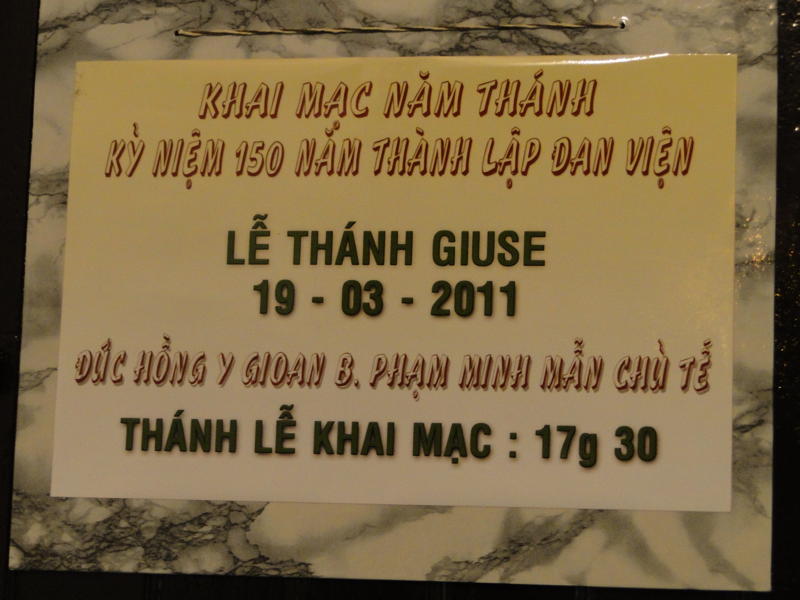 KHAI MẠC NĂM THÁNH
KỶ NIỆM 150 NĂM THÀNH LẬP ĐAN VIỆN
LỄ THÁNH GIUSE
19 - 03 - 2011
ĐỨC HỒNG Y GIOAN B. PHẠM MINH MẪN CHỦ TẾ
THÁNH LỄ KHAI MẠC : 17g 30